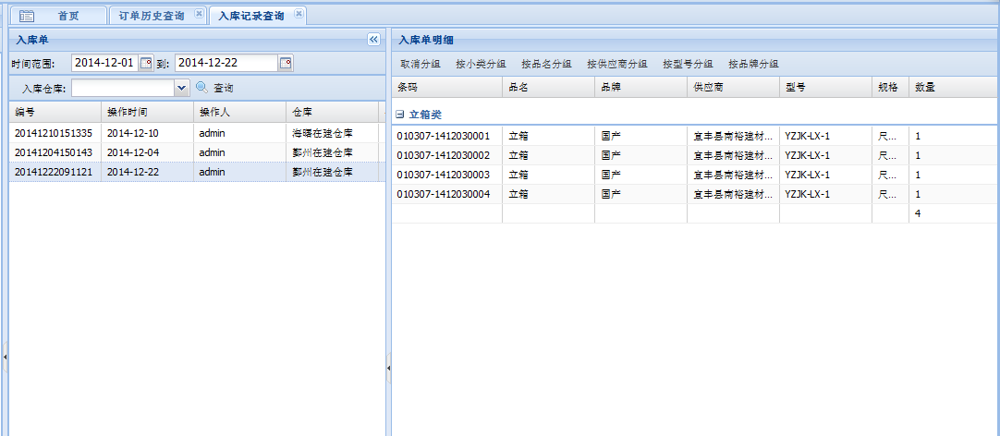 首页 订单历史查询 入库记录查询
入库单
时间范围: 2014-12-01 到: 2014-12-22
入库仓库: 查询
编号 操作时间 操作人 仓库
20141210151335 2014-12-10 admin 海曙在建仓库
20141204150143 2014-12-04 admin 鄞州在建仓库
20141222091121 2014-12-22 admin 鄞州在建仓库
入库单明细
取消分组 按小类分组 按品名分组 按供应商分组 按型号分组 按品牌分组
条码 品名 品牌 供应商 型号 规格 数量
立箱类
010307-1412030001 立箱 国产 宜丰县南裕建材... YZJK-LX-1 尺... 1
010307-1412030002 立箱 国产 宜丰县南裕建材... YZJK-LX-1 尺... 1
010307-1412030003 立箱 国产 宜丰县南裕建材... YZJK-LX-1 尺... 1
010307-1412030004 立箱 国产 宜丰县南裕建材... YZJK-LX-1 尺... 1
4